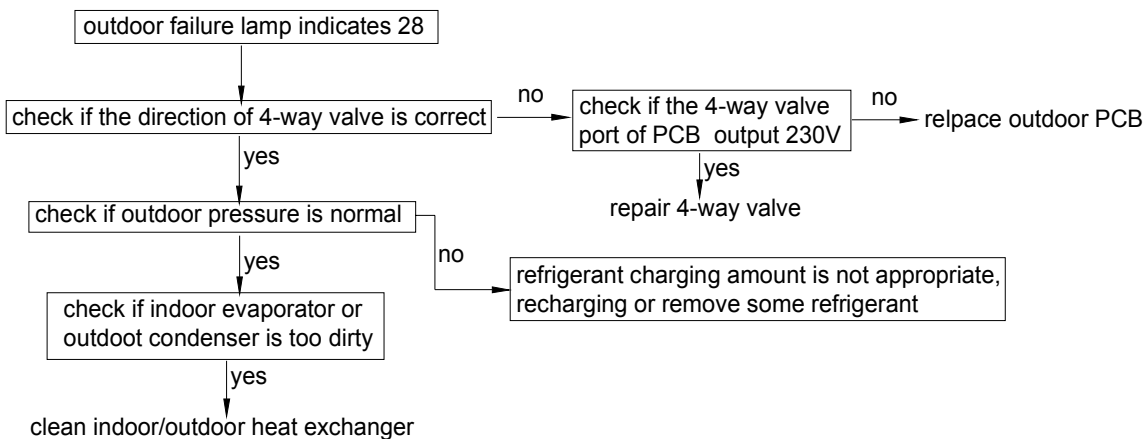 outdoor failure lamp indicates 28
check if the direction of 4-way valve is correct
no
check if the 4-way valve
port of PCB output 230V
no
relpace outdoor PCB
yes
yes
repair 4-way valve
check if outdoor pressure is normal
yes
no
refrigerant charging amount is not appropriate,
recharging or remove some refrigerant
check if indoor evaporator or
outdoot condenser is too dirty
yes
clean indoor/outdoor heat exchanger